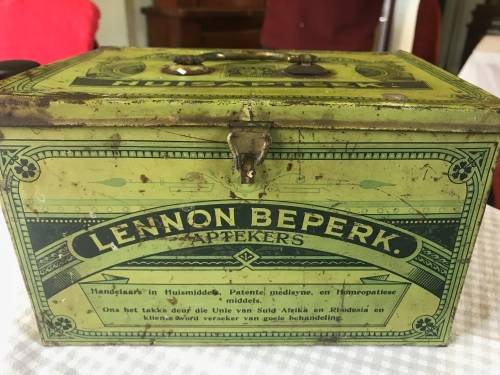 HUISAPTEEK.
LENNON BEPERK.
APTEKERS
Handelaars in Huismiddels, Patente medisyne, en Homeopatiese
middels.
Ons het takke deur die Unie van Suid Afrika en Rhodesia en
kliente word verseker van goeie behandeling.